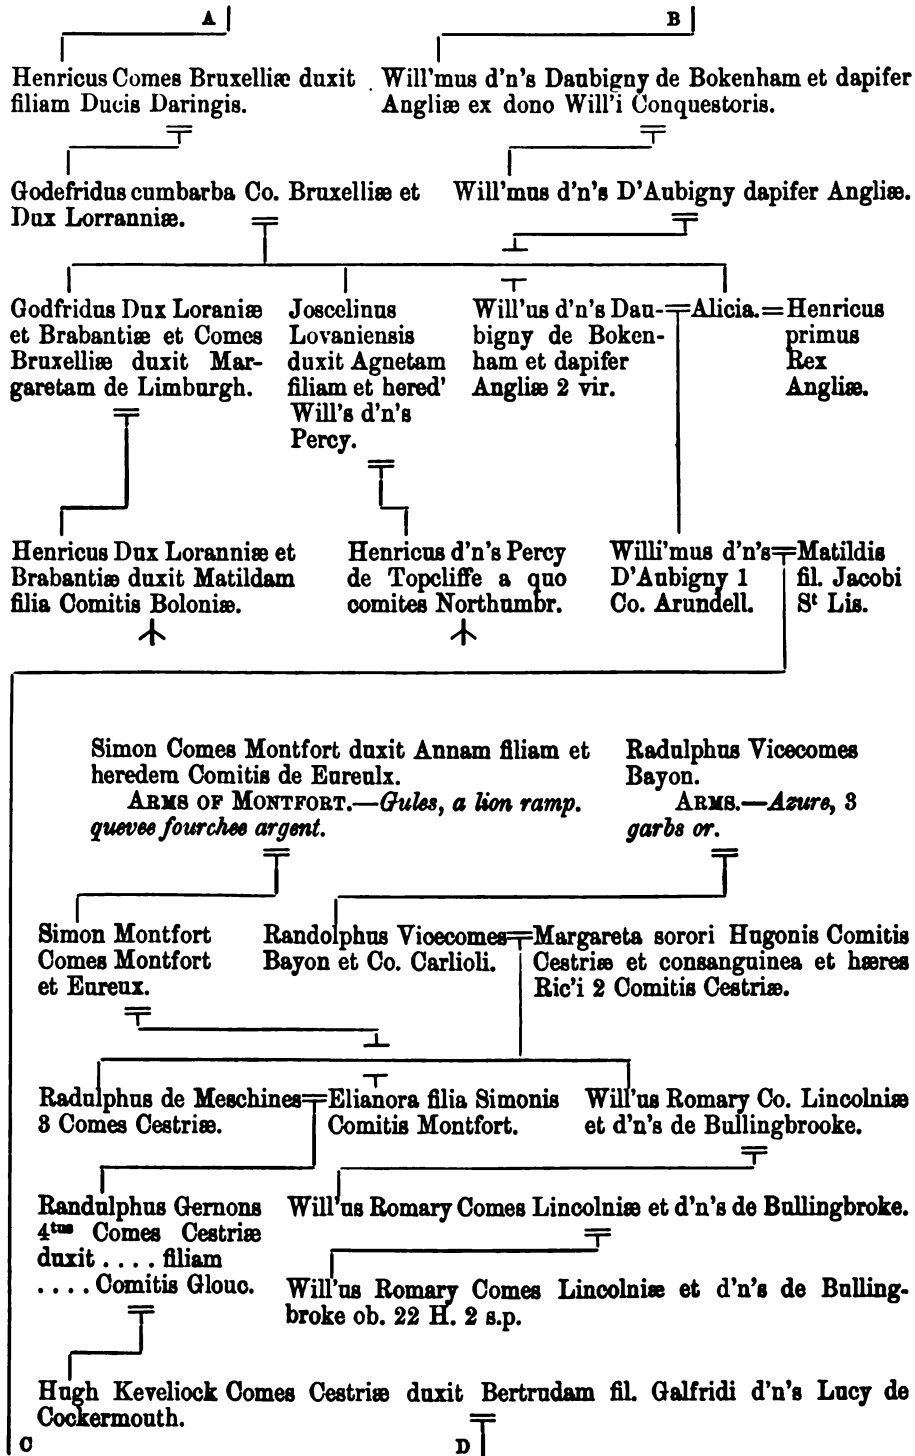 A
B
Henricus Comes Bruxelliæ duxit
filiam Ducis Daringis.
Will'mus d'n's Daubigny de Bokenham et dapifer
Angliæ ex dono Will'i Conquestoris.
Godefridus cumbarba Co. Bruxelliæ et
Dux Lorranniæ.
Will'mus d'n's D'Aubigny dapifer Angliæ.
Godfridus Dux Loraniæ
et Brabantiæ et Comes
Bruxelliæ duxit Mar-
garetam de Limburgh.
Joscelinus
Lovaniensis
duxit Agnetam
filiam et hered'
Will's d'n's
Percy.
Will'us d'n's Dau-
bigny de Boken-
ham et dapifer
Angliæ 2 vir.
Alicia.
Henricus
primus
Rex
Angliæ.
Henricus Dux Loranniæ et
Brabantiæ duxit Matildam
filia Comitis Boloniæ.
Henricus d'n's Percy
de Topcliffe a quo
comites Northumbr.
Willi'mus d'n's
D'Aubigny 1
Co. Arundell.
Matildis
fil. Jacobi
St Lis.
Simon Comes Montfort duxit Annam filiam et
heredem Comitis de Eureulx.
ARMS OF MONTFORT.—Gules, a lion ramp.
quevee fourchee argent.
Radulphus Vicecomes
Bayon.
ARMS.—Azure, 3
garbs or.
Simon Montfort
Comes Montfort
et Eureux.
Randolphus Vicecomes
Bayon et Co. Carlioli.
Margareta sorori Hugonis Comitis
Cestriæ et consanguinea et hæres
Ric'i 2 Comitis Cestriæ.
Radulphus de Meschines
3 Comes Cestriæ.
Elianora filia Simonis
Comitis Montfort.
Will'us Romary Co. Lincolniæ
et d'n's de Bullingbrooke.
Randulphus Gernons
4tus Comes Cestriæ
duxit . . . . filiam
. . . . Comitis Glouc.
Will'us Romary Comes Lincolniæ et d'n's de Bullingbroke.
Will'us Romary Comes Lincolniæ et d'n's de Bulling-
broke ob. 22 H. 2 s.p.
Hugh Keveliock Comes Cestriæ duxit Bertrudam fil. Galfridi d'n's Lucy de
Cockermouth.
C
D